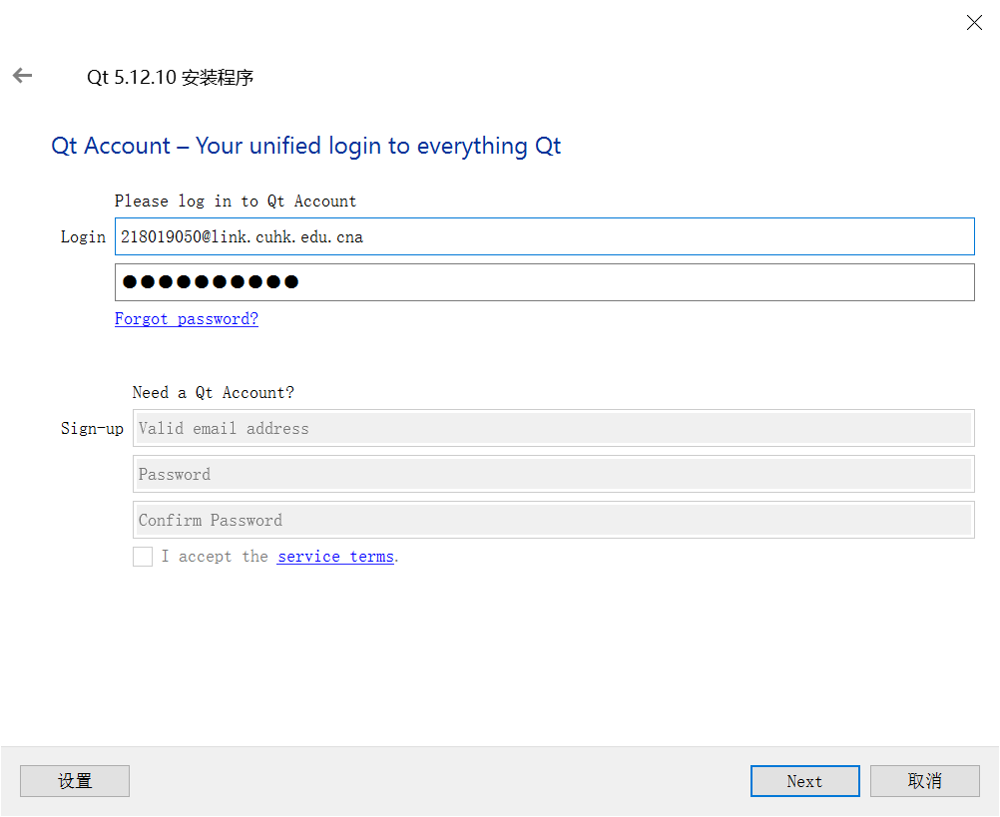 Qt 5.12.10 安装程序
Qt Account – Your unified login to everything Qt
Please log in to Qt Account
Login 218019050@link.cuhk.edu.cna
●●●●●●●●●●
Forgot password?
Need a Qt Account?
Sign-up Valid email address
Password
Confirm Password
I accept the service terms.
设置 Next 取消